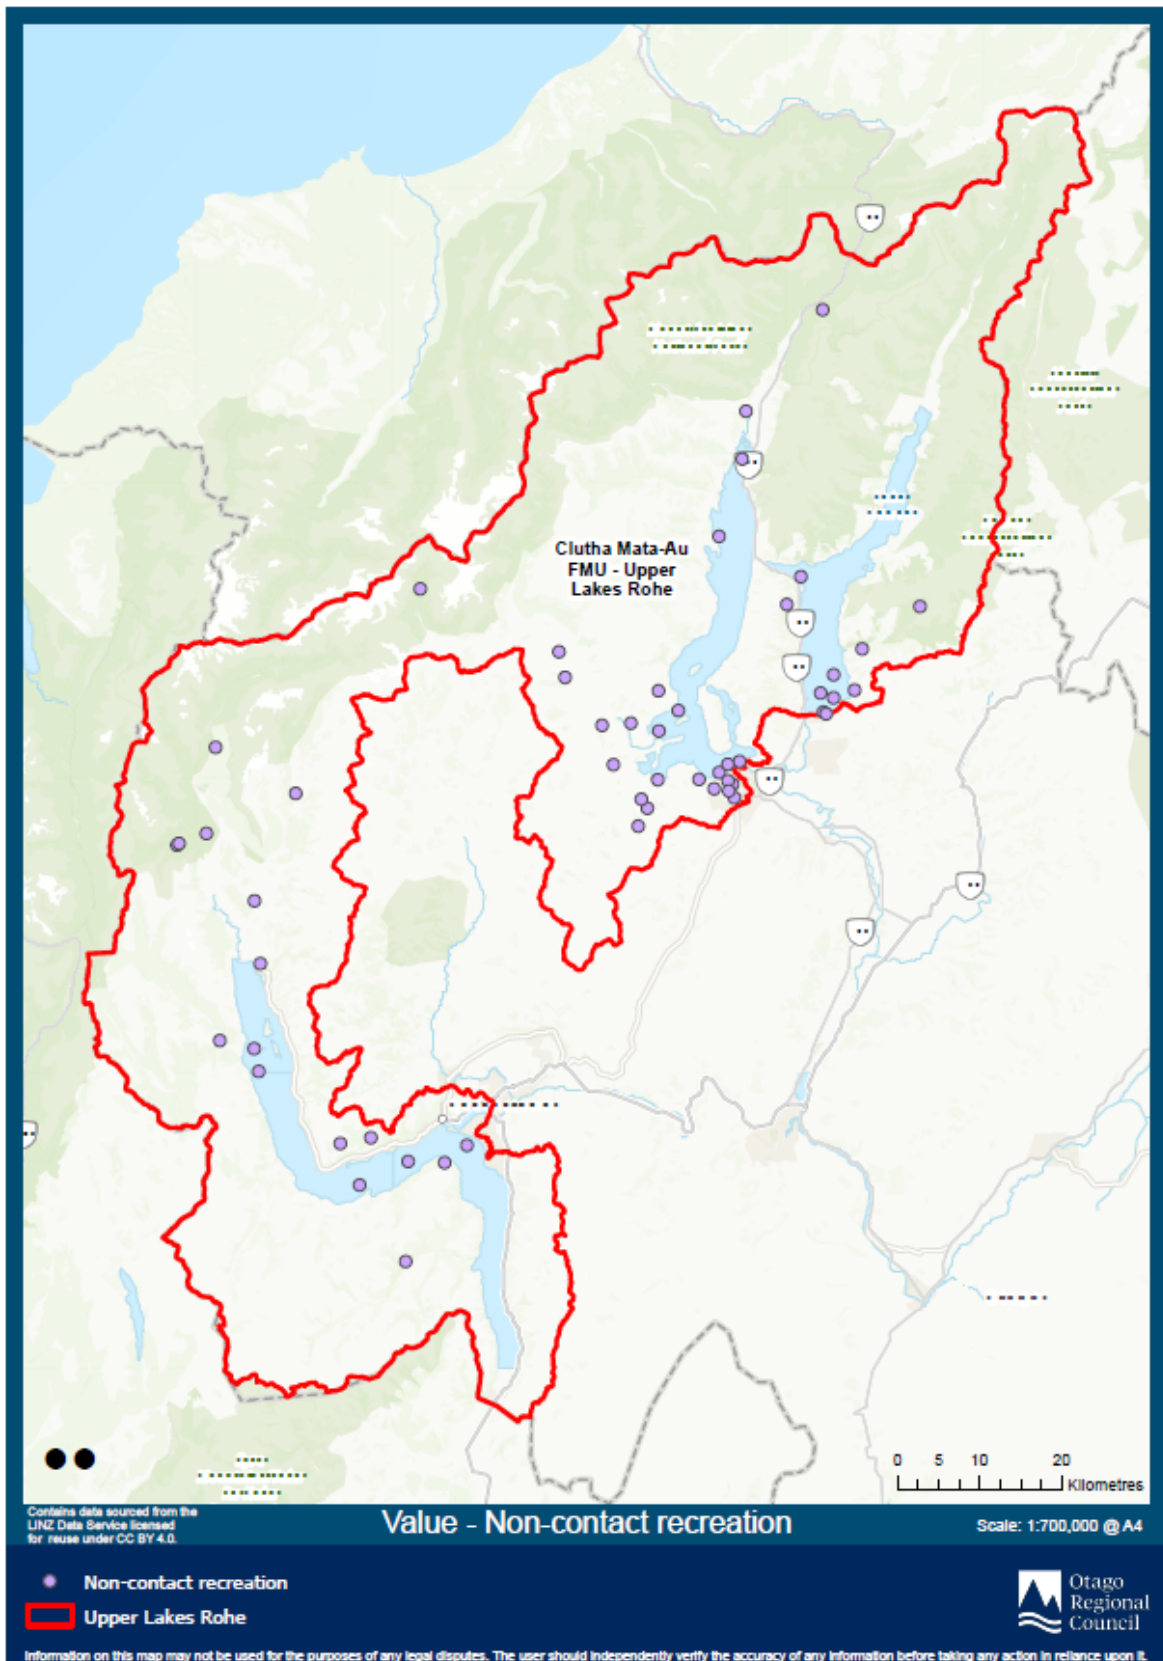 Clutha Mata-Au
FMU - Upper
Lakes Rohe
0 5 10 20
Kilometres
Contains data sourced from the
LINZ Data Service licensed
for reuse under CC BY 4.0.
Value - Non-contact recreation
Scale: 1:700,000 @ A4
Non-contact recreation
Upper Lakes Rohe
Otago
Regional
Council
Information on this map may not be used for the purposes of any legal disputes. The user should independently verify the accuracy of any information before taking any action in reliance upon it.